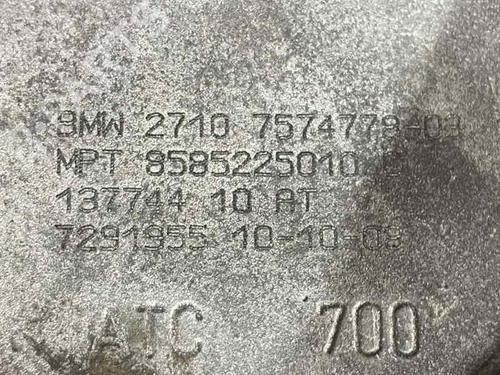 BMW 2710 7574779-03
MPT 8585225010
137744 10 AT
7291955 10-10-09
ATC 700